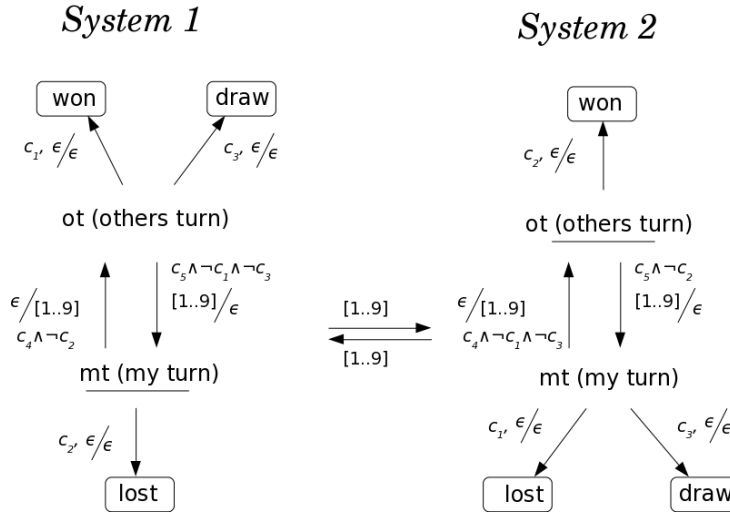 System 1
won
draw
c₁, ϵ/ϵ
c₃, ϵ/ϵ
ot (others turn)
ϵ/[1..9]
c₄∧¬c₂
c₅∧¬c₁∧¬c₃
[1..9]/ϵ
mt (my turn)
c₂, ϵ/ϵ
lost
[1..9]
[1..9]
System 2
won
c₂, ϵ/ϵ
ot (others turn)
ϵ/[1..9]
c₄∧¬c₁∧¬c₃
c₅∧¬c₂
[1..9]/ϵ
mt (my turn)
c₁, ϵ/ϵ
c₃, ϵ/ϵ
lost
draw